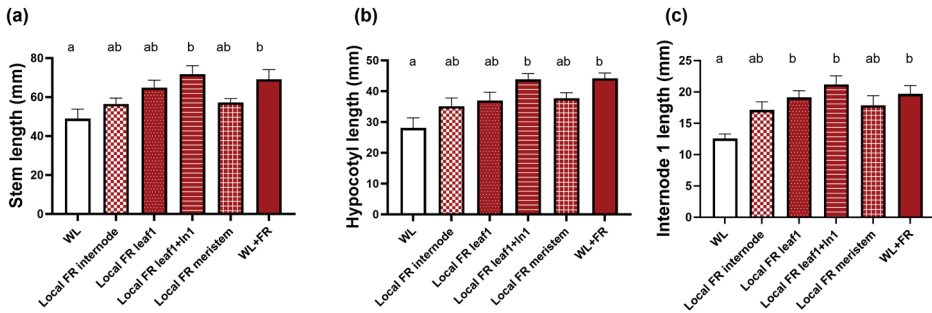 (a)
Stem length (mm)
80
60
40
20
0
a ab ab b ab b
WL
Local FR internode
Local FR leaf1
Local FR leaf1+In1
Local FR meristem
WL+FR
(b)
Hypocotyl length (mm)
50
40
30
20
10
0
a ab ab b ab b
WL
Local FR internode
Local FR leaf1
Local FR leaf1+In1
Local FR meristem
WL+FR
(c)
Internode 1 length (mm)
25
20
15
10
5
0
a ab b b ab b
WL
Local FR internode
Local FR leaf1
Local FR leaf1+In1
Local FR meristem
WL+FR